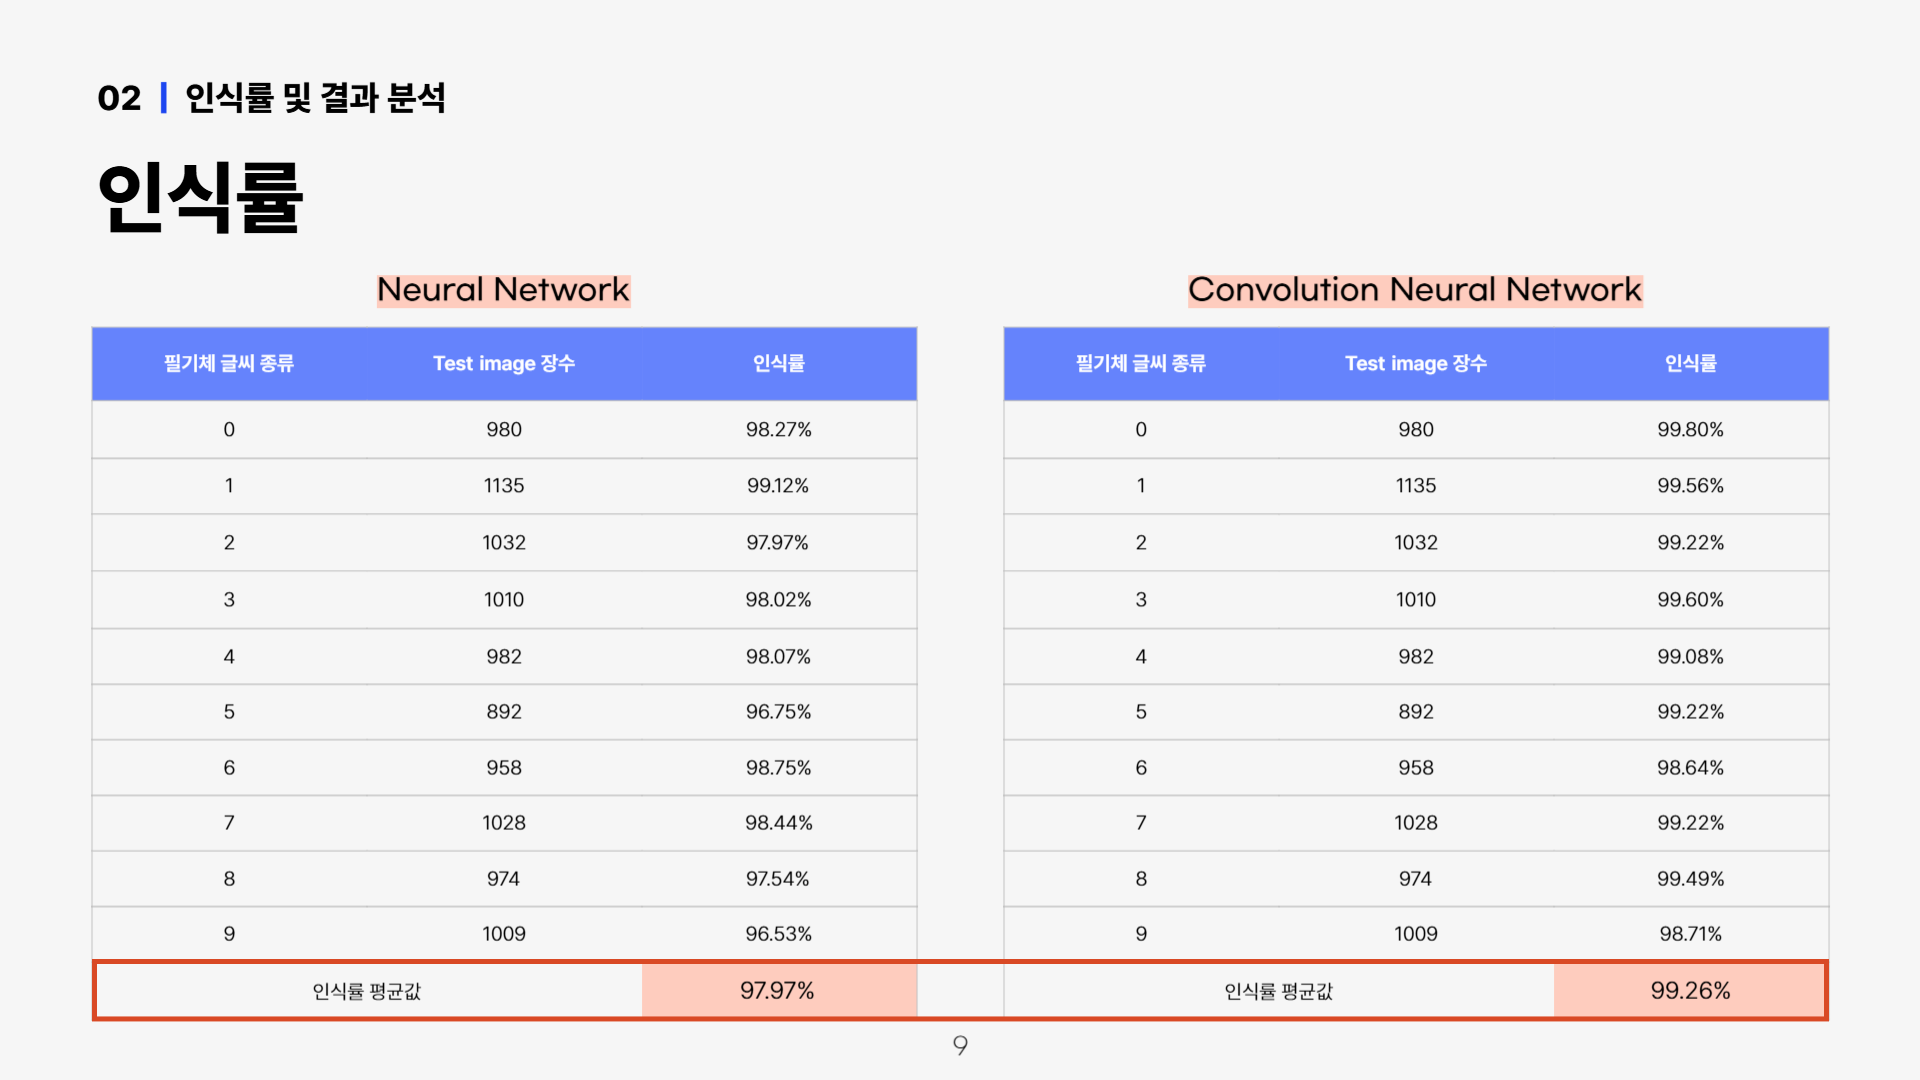 02 | 인식률 및 결과 분석
인식률
Neural Network
필기체 글씨 종류 Test image 장수 인식률
0 980 98.27%
1 1135 99.12%
2 1032 97.97%
3 1010 98.02%
4 982 98.07%
5 892 96.75%
6 958 98.75%
7 1028 98.44%
8 974 97.54%
9 1009 96.53%
인식률 평균값 97.97%
Convolution Neural Network
필기체 글씨 종류 Test image 장수 인식률
0 980 99.80%
1 1135 99.56%
2 1032 99.22%
3 1010 99.60%
4 982 99.08%
5 892 99.22%
6 958 98.64%
7 1028 99.22%
8 974 99.49%
9 1009 98.71%
인식률 평균값 99.26%
9